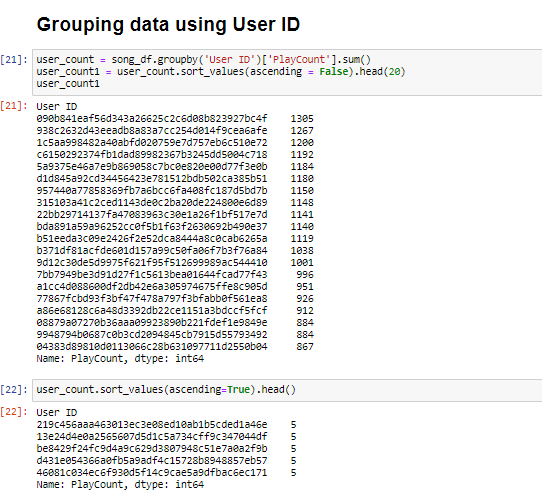 Grouping data using User ID
[21]: user_count = song_df.groupby('User ID')['PlayCount'].sum()
user_count1 = user_count.sort_values(ascending = False).head(20)
user_count1
[21]: User ID
090b841eaf56d343a26625c2c6d08b823927bc4f 1305
938c2632d43eeadb8a83a7cc254d014f9cea6afe 1267
1c5aa998482a40abfd020759e7d757eb6c510e72 1200
c6150292374fb1dad89982367b3245dd5004c718 1192
5a9375e46a7e9b869058c7bc0e820e00d77f3e0b 1184
d1d845a92cd34456423e781512bdb502ca385b51 1180
957440a77858369fb7a6bcc6fa408fc187d5bd7b 1150
315103a41c2ced1143de0c2ba20de224800e6d89 1148
22bb29714137fa47083963c30e1a26f1bf517e7d 1141
bda891a59a96252cc0f5b1f63f2630692b490e37 1140
b51eeda3c09e2426f2e52dca8444a8c0cab6265a 1119
b371df81acfde601d157a99c50fa06f7b3f76a84 1038
9d12c30de5d9975f621f95f512699989ac544410 1001
7bb7949be3d91d27f1c5613bea01644fcad77f43 996
a1cc4d088600df2db42e6a305974675ffe8c905d 951
77867fcbd93f3bf47f478a797f3bfabb0f561ea8 926
a86e68128c6a48d3392db22ce1151a3bdccf5fcf 912
08879a07270b36aaa09923890b221fdef1e9849e 884
9948794b0687c0b3cd2094845cb7915d55793492 884
04383d89810d0113066c28b631097711d2550b04 867
Name: PlayCount, dtype: int64
[22]: user_count.sort_values(ascending=True).head()
[22]: User ID
219c456aaa463013ec3e08ed10ab1b5cded1a46e 5
13e24d4e0a2565607d5d1c5a734cff9c347044df 5
be8429f24fc9d4a9c629d3807948c51e7a0a2f9b 5
d431e054366a0fb5a9adf4c15728b8948857eb57 5
46081c034ec6f930d5f14c9cae5a9dfbac6ec171 5
Name: PlayCount, dtype: int64